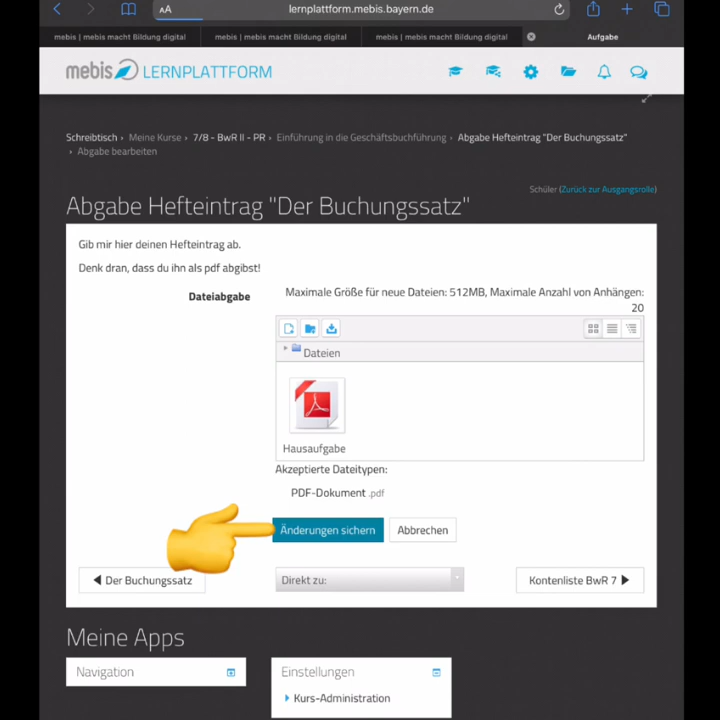 AA
lernplattform.mebis.bayern.de
mebis | mebis macht Bildung digital
mebis | mebis macht Bildung digital
mebis | mebis macht Bildung digital
Aufgabe
mebis LERNPLATTFORM
Schreibtisch › Meine Kurse › 7/8 - BwR II - PR › Einführung in die Geschäftsbuchführung › Abgabe Hefteintrag "Der Buchungssatz"
› Abgabe bearbeiten
Schüler (Zurück zur Ausgangsrolle)
Abgabe Hefteintrag "Der Buchungssatz"
Gib mir hier deinen Hefteintrag ab.
Denk dran, dass du ihn als pdf abgibst!
Dateiabgabe
Maximale Größe für neue Dateien: 512MB, Maximale Anzahl von Anhängen:
20
Dateien
Hausaufgabe
Akzeptierte Dateitypen:
PDF-Dokument .pdf
Änderungen sichern
Abbrechen
Der Buchungssatz
Direkt zu:
Kontenliste BwR 7
Meine Apps
Navigation
Einstellungen
Kurs-Administration